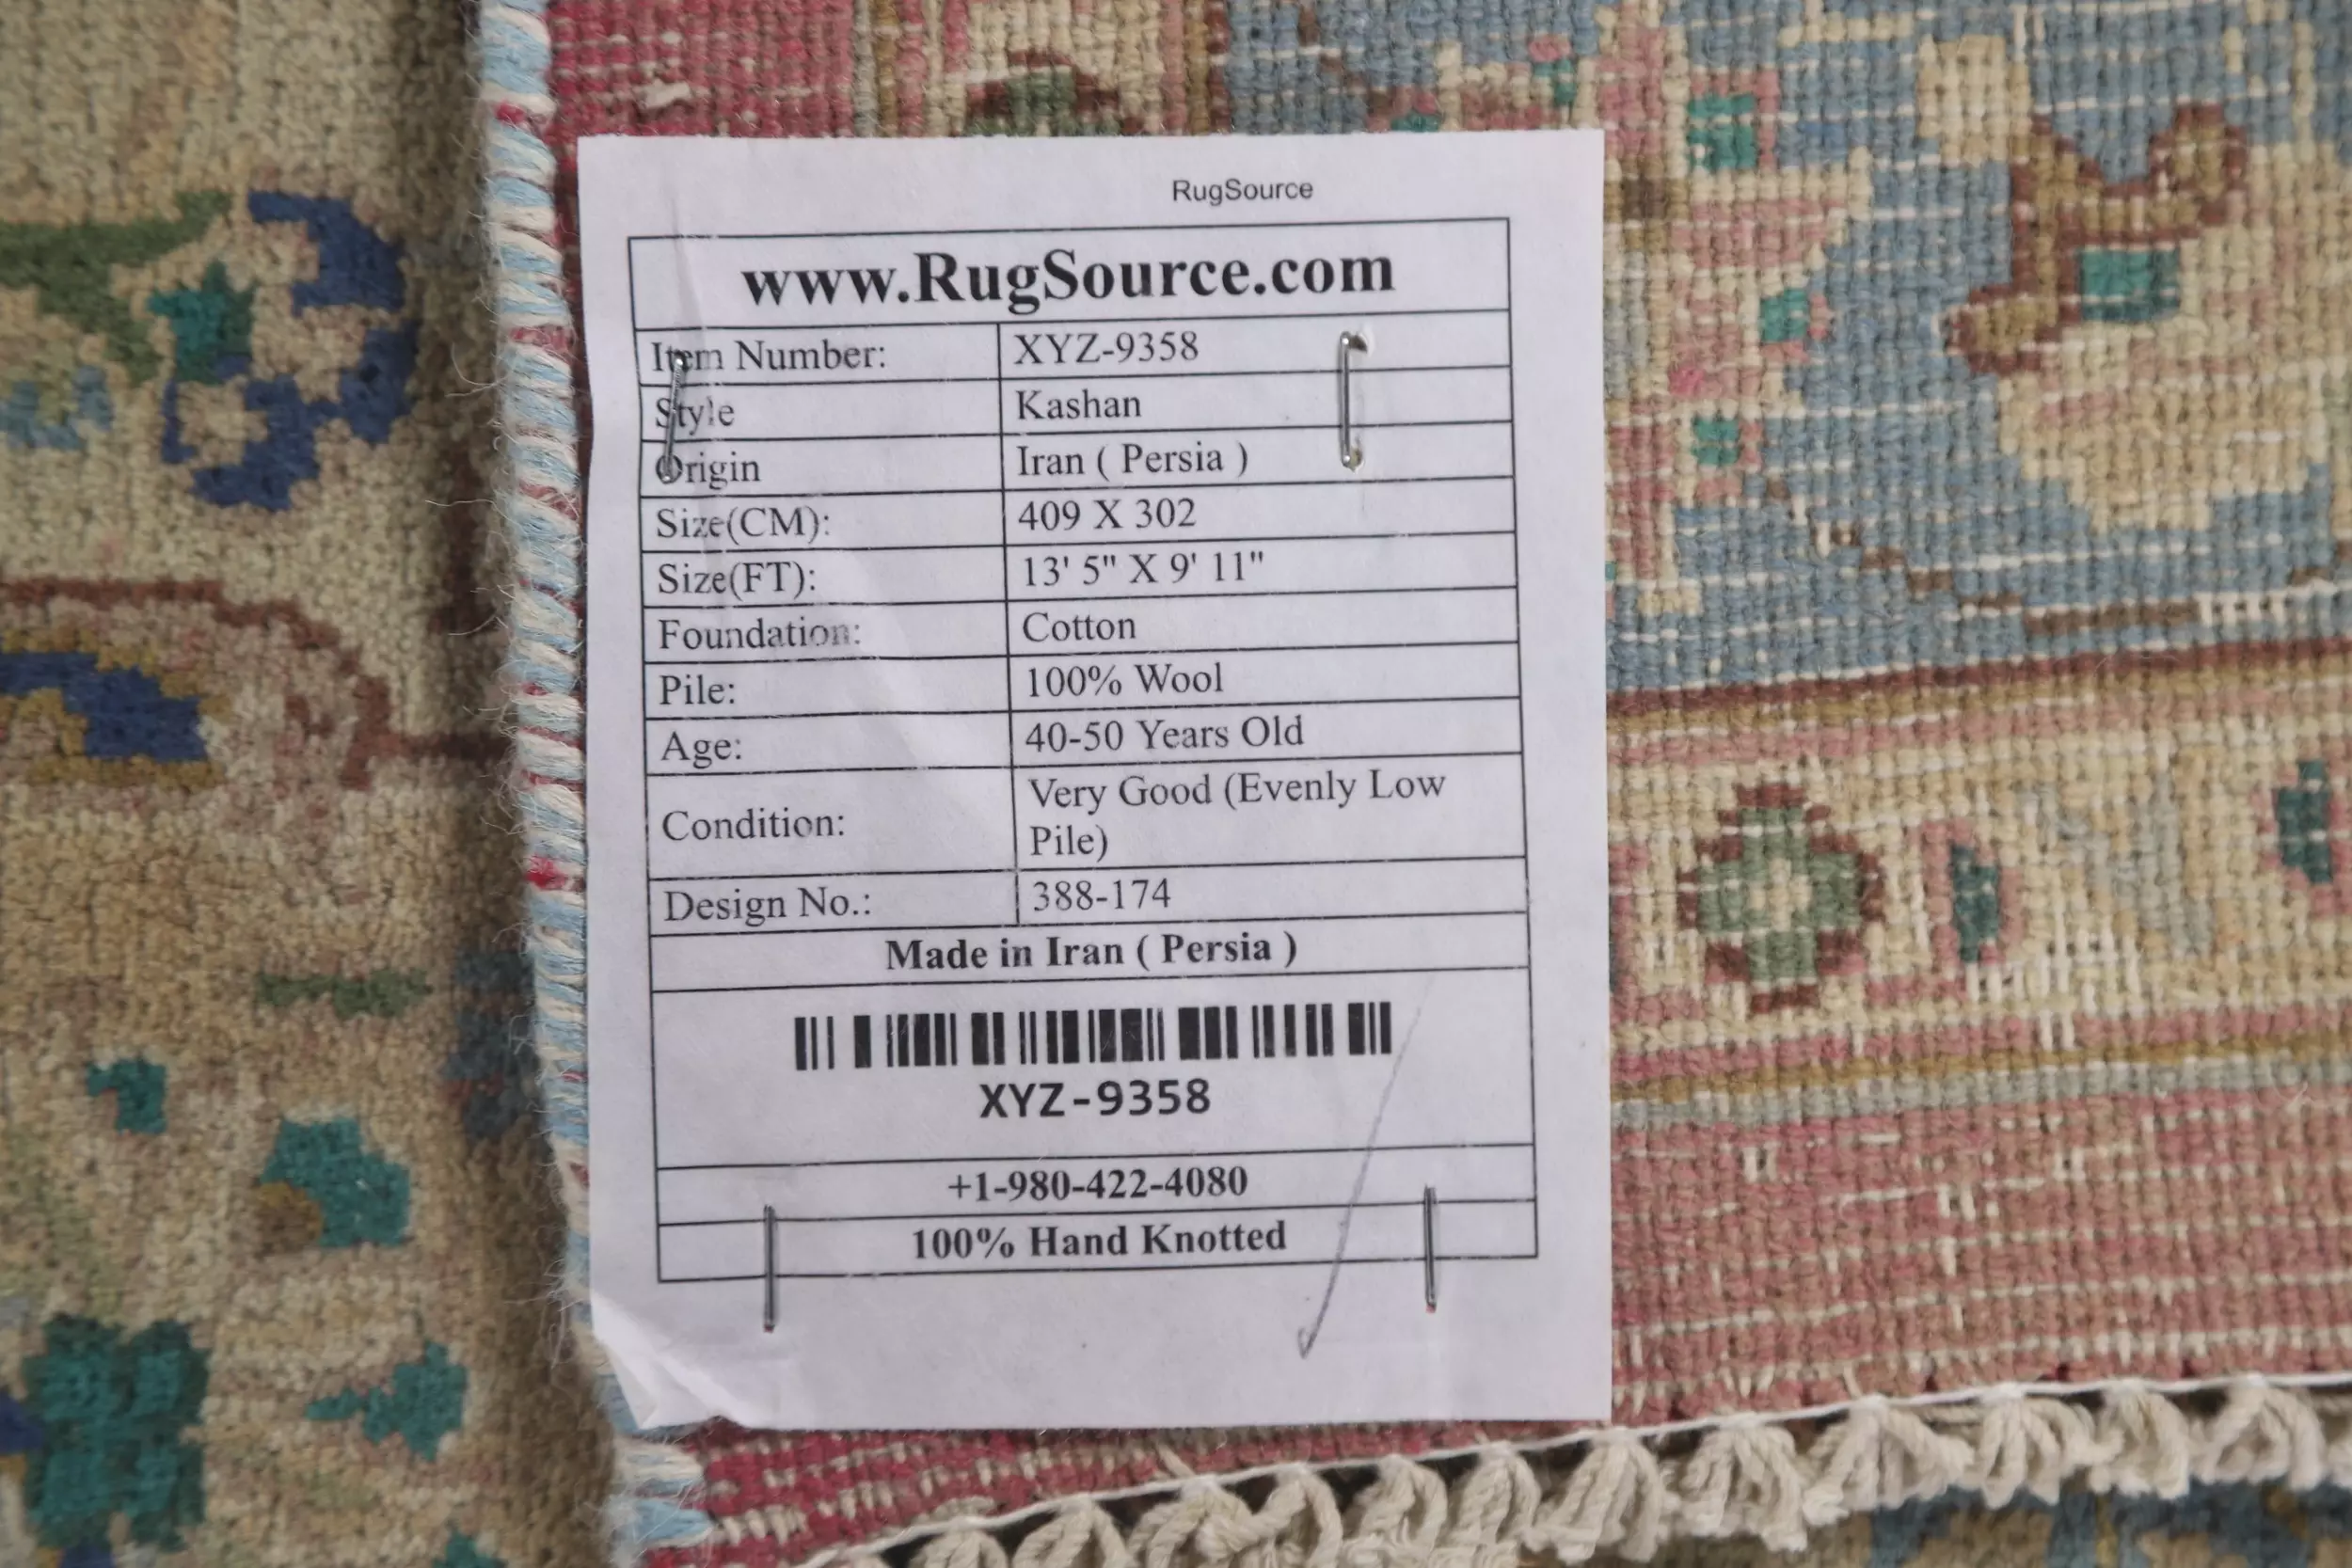 RugSource
www.RugSource.com
Item Number: XYZ-9358
Style Kashan
Origin Iran ( Persia )
Size(CM): 409 X 302
Size(FT): 13' 5" X 9' 11"
Foundation: Cotton
Pile: 100% Wool
Age: 40-50 Years Old
Condition: Very Good (Evenly Low
Pile)
Design No.: 388-174
Made in Iran ( Persia )
XYZ-9358
+1-980-422-4080
100% Hand Knotted